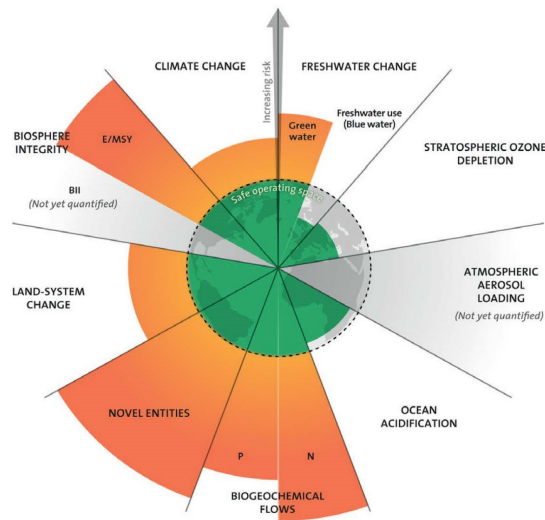 CLIMATE CHANGE
Increasing risk
FRESHWATER CHANGE
Green
water
Freshwater use
(Blue water)
STRATOSPHERIC OZONE
DEPLETION
ATMOSPHERIC
AEROSOL
LOADING
(Not yet quantified)
OCEAN
ACIDIFICATION
N
P
BIOGEOCHEMICAL
FLOWS
NOVEL ENTITIES
LAND-SYSTEM
CHANGE
BIOSPHERE
INTEGRITY
E/MSY
BII
(Not yet quantified)
Safe operating space